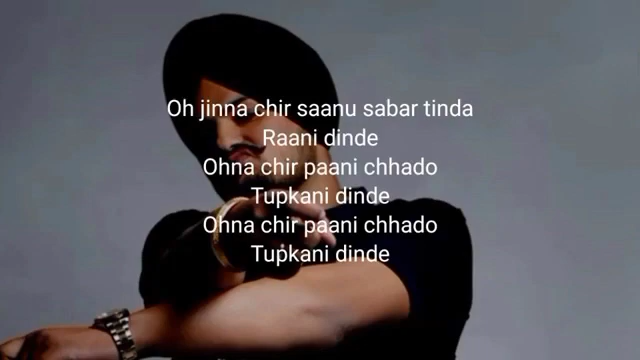 Oh jinna chir saanu sabar tinda
Raani dinde
Ohna chir paani chhado
Tupkani dinde
Ohna chir paani chhado
Tupkani dinde